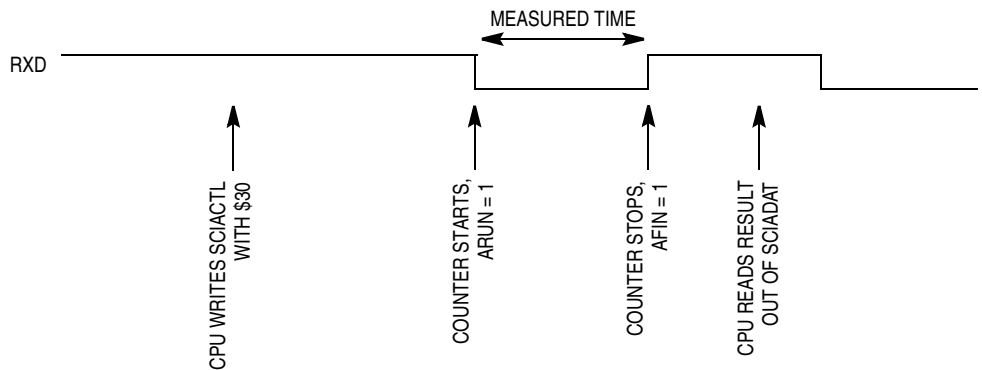 MEASURED TIME
RXD
CPU WRITES SCIACTL
WITH $30
COUNTER STARTS,
ARUN = 1
COUNTER STOPS,
AFIN = 1
CPU READS RESULT
OUT OF SCIADAT